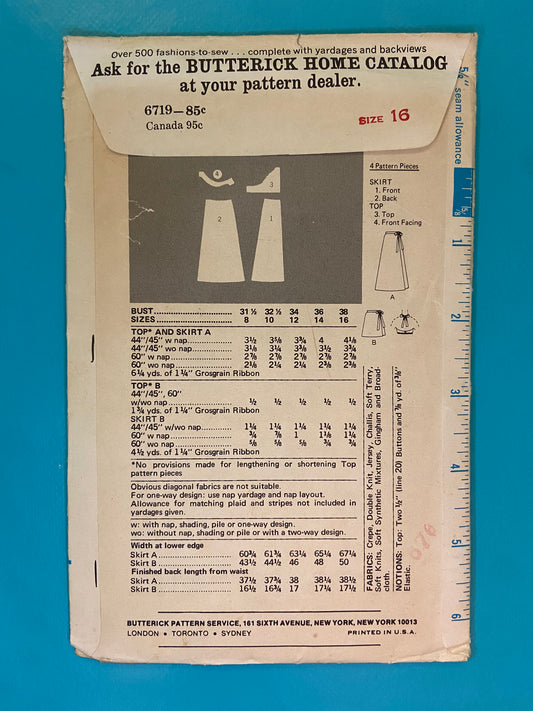 Over 500 fashions-to-sew . . . complete with yardages and backviews
Ask for the BUTTERICK HOME CATALOG
at your pattern dealer.
6719—85c
Canada 95c
SIZE 16
5/8" seam allowance
4 Pattern Pieces
SKIRT
1. Front
2. Back
TOP
3. Top
4. Front Facing
4
3
2
1
A
B
BUST 31 ½ 32 ½ 34 36 38
SIZES 8 10 12 14 16
TOP* AND SKIRT A
44"/45" w nap 3½ 3⅝ 3¾ 4 4⅛
44"/45" wo nap 3⅛ 3¼ 3⅜ 3½ 3¾
60" w nap 2⅞ 2⅞ 2⅞ 2⅞ 2⅞
60" wo nap 2⅛ 2¼ 2¼ 2⅜ 2⅜
6¼ yds. of 1¼" Grosgrain Ribbon
TOP* B
44"/45", 60"
w/wo nap ½ ½ ½ ½ ½
1¾ yds. of 1¼" Grosgrain Ribbon
SKIRT B
44"/45" w/wo nap 1¼ 1¼ 1¼ 1¼ 1¼
60" w nap ¾ ⅞ 1 1⅛ 1¼
60" wo nap ⅝ ⅝ ⅝ ¾ ¾
4½ yds. of 1¼" Grosgrain Ribbon
*No provisions made for lengthening or shortening Top
pattern pieces
Obvious diagonal fabrics are not suitable.
For one-way design: use nap yardage and nap layout.
Allowance for matching plaid and stripes not included in
yardages given.
w: with nap, shading, pile or one-way design.
wo: without nap, shading, pile or with a two-way design.
Width at lower edge
Skirt A 60¾ 61¾ 63¼ 65¼ 67¼
Skirt B 43½ 44½ 46 48 50
Finished back length from waist
Skirt A 37½ 37¾ 38 38¼ 38½
Skirt B 16½ 16¾ 17 17¼ 17½
FABRICS: Crepe, Double Knit, Jersey, Challis, Soft Terry,
Soft Knits, Soft Synthetic Mixtures, Gingham and Broad-
cloth.
NOTIONS: Top: Two ½" (line 20) Buttons and ⅜ yd. of ⅜"
Elastic.
5/8
1
2
3
4
5
6
BUTTERICK PATTERN SERVICE, 161 SIXTH AVENUE, NEW YORK, NEW YORK 10013
LONDON • TORONTO • SYDNEY PRINTED IN U.S.A.